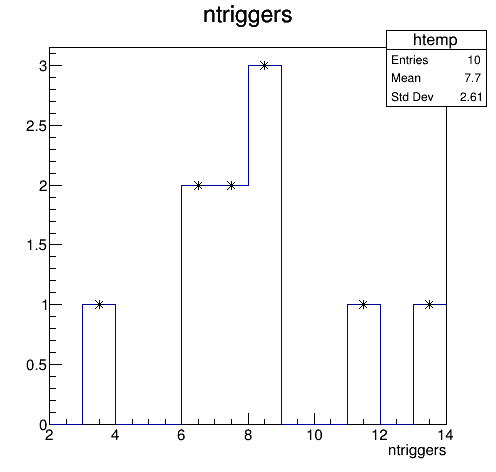 ntriggers
htemp
Entries 10
Mean 7.7
Std Dev 2.61
3
2.5
2
1.5
1
0.5
0
2 4 6 8 10 12 14
ntriggers